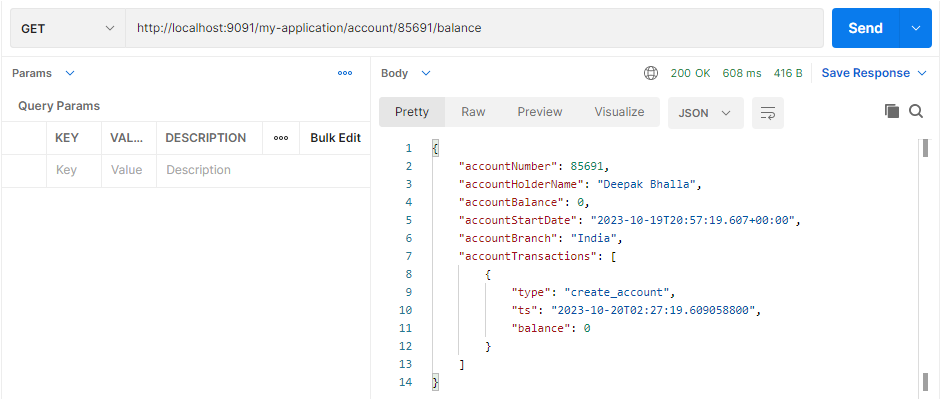 GET http://localhost:9091/my-application/account/85691/balance Send
Params
Query Params
KEY VAL... DESCRIPTION ooo Bulk Edit
Key Value Description
Body 200 OK 608 ms 416 B Save Response
Pretty Raw Preview Visualize JSON
1 {
2 "accountNumber": 85691,
3 "accountHolderName": "Deepak Bhalla",
4 "accountBalance": 0,
5 "accountStartDate": "2023-10-19T20:57:19.607+00:00",
6 "accountBranch": "India",
7 "accountTransactions": [
8 {
9 "type": "create_account",
10 "ts": "2023-10-20T02:27:19.609058800",
11 "balance": 0
12 }
13 ]
14 }